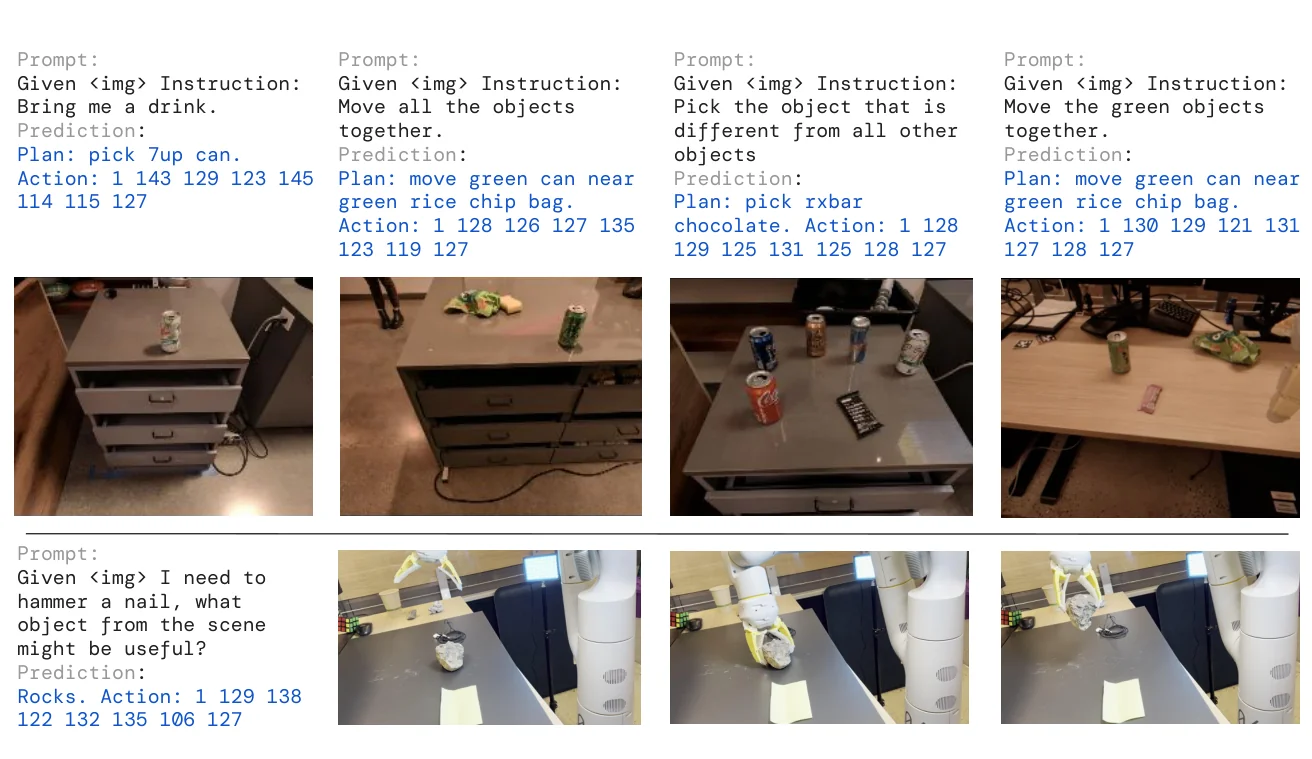 Prompt:
Given <img> Instruction:
Bring me a drink.
Prediction:
Plan: pick 7up can.
Action: 1 143 129 123 145
114 115 127
Prompt:
Given <img> Instruction:
Move all the objects
together.
Prediction:
Plan: move green can near
green rice chip bag.
Action: 1 128 126 127 135
123 119 127
Prompt:
Given <img> Instruction:
Pick the object that is
different from all other
objects
Prediction:
Plan: pick rxbar
chocolate. Action: 1 128
129 125 131 125 128 127
Prompt:
Given <img> Instruction:
Move the green objects
together.
Prediction:
Plan: move green can near
green rice chip bag.
Action: 1 130 129 121 131
127 128 127
Prompt:
Given <img> I need to
hammer a nail, what
object from the scene
might be useful?
Prediction:
Rocks. Action: 1 129 138
122 132 135 106 127